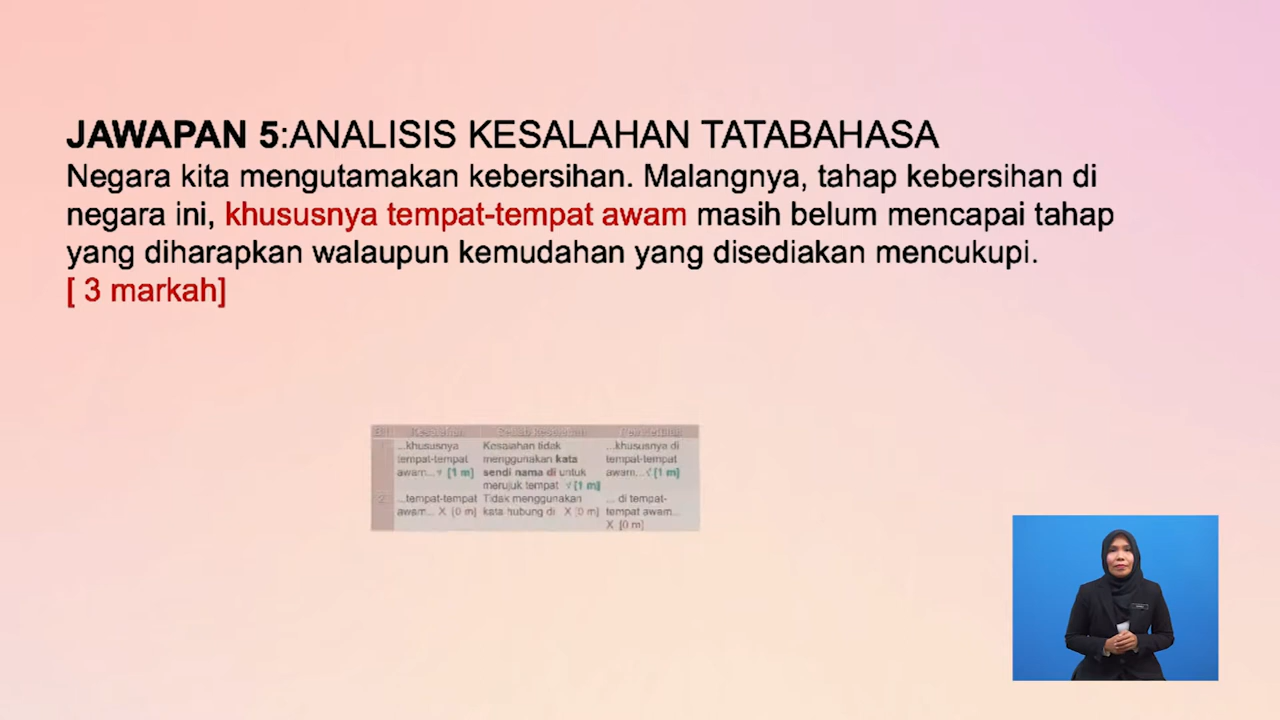 JAWAPAN 5:ANALISIS KESALAHAN TATABAHASA
Negara kita mengutamakan kebersihan. Malangnya, tahap kebersihan di
negara ini, khususnya tempat-tempat awam masih belum mencapai tahap
yang diharapkan walaupun kemudahan yang disediakan mencukupi.
[ 3 markah]
...khususnya
tempat-tempat
awam... √ [1 m]
Kesalahan tidak
menggunakan kata
sendi nama di untuk
merujuk tempat √ [1 m]
...khususnya di
tempat-tempat
awam...√ [1 m]
2
...tempat-tempat
awam... X [0 m]
Tidak menggunakan
kata hubung di X [0 m]
... di tempat-
tempat awam...
X [0 m]